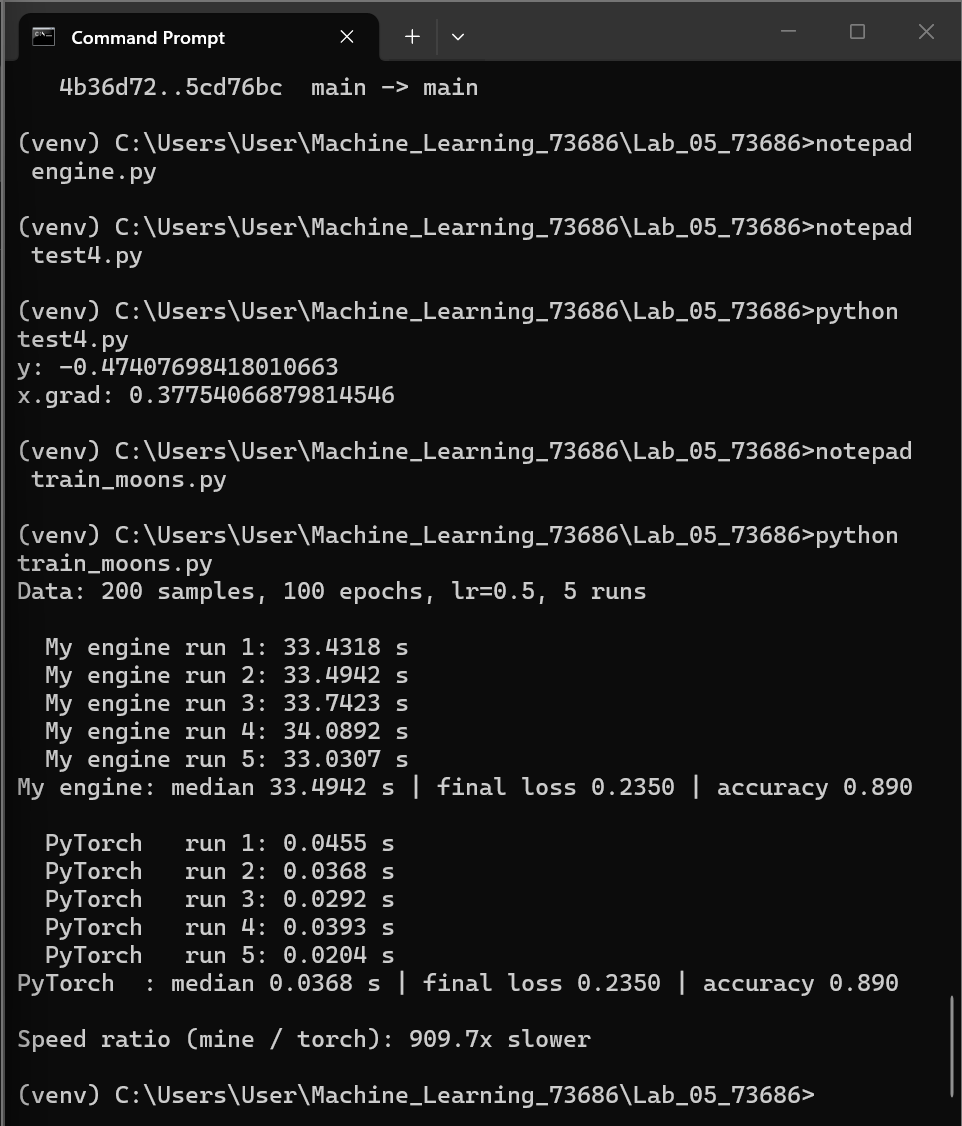 Command Prompt
4b36d72..5cd76bc  main -> main
(venv) C:\Users\User\Machine_Learning_73686\Lab_05_73686>notepad
engine.py
(venv) C:\Users\User\Machine_Learning_73686\Lab_05_73686>notepad
test4.py
(venv) C:\Users\User\Machine_Learning_73686\Lab_05_73686>python
test4.py
y: -0.47407698418010663
x.grad: 0.37754066879814546
(venv) C:\Users\User\Machine_Learning_73686\Lab_05_73686>notepad
train_moons.py
(venv) C:\Users\User\Machine_Learning_73686\Lab_05_73686>python
train_moons.py
Data: 200 samples, 100 epochs, lr=0.5, 5 runs
My engine run 1: 33.4318 s
My engine run 2: 33.4942 s
My engine run 3: 33.7423 s
My engine run 4: 34.0892 s
My engine run 5: 33.0307 s
My engine: median 33.4942 s | final loss 0.2350 | accuracy 0.890
PyTorch   run 1: 0.0455 s
PyTorch   run 2: 0.0368 s
PyTorch   run 3: 0.0292 s
PyTorch   run 4: 0.0393 s
PyTorch   run 5: 0.0204 s
PyTorch  : median 0.0368 s | final loss 0.2350 | accuracy 0.890
Speed ratio (mine / torch): 909.7x slower
(venv) C:\Users\User\Machine_Learning_73686\Lab_05_73686>